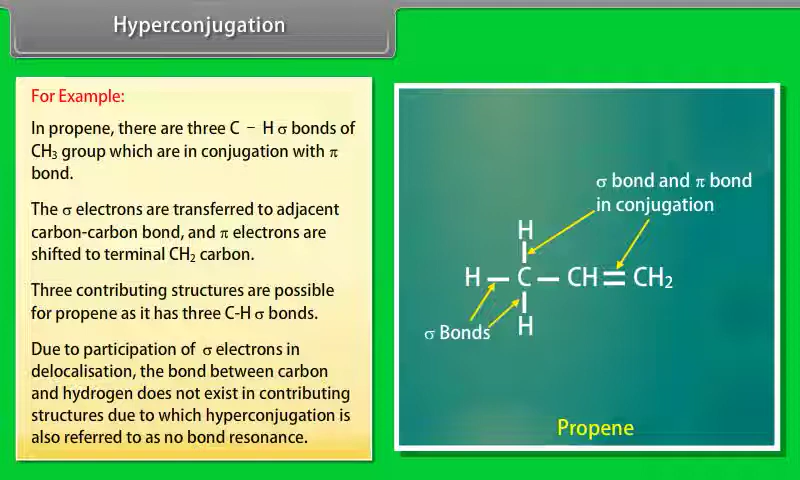 Hyperconjugation
For Example:
In propene, there are three C – H σ bonds of
CH₃ group which are in conjugation with π
bond.
The σ electrons are transferred to adjacent
carbon-carbon bond, and π electrons are
shifted to terminal CH₂ carbon.
Three contributing structures are possible
for propene as it has three C-H σ bonds.
Due to participation of σ electrons in
delocalisation, the bond between carbon
and hydrogen does not exist in contributing
structures due to which hyperconjugation is
also referred to as no bond resonance.
σ bond and π bond
in conjugation
H
H – C – CH = CH₂
H
σ Bonds
Propene